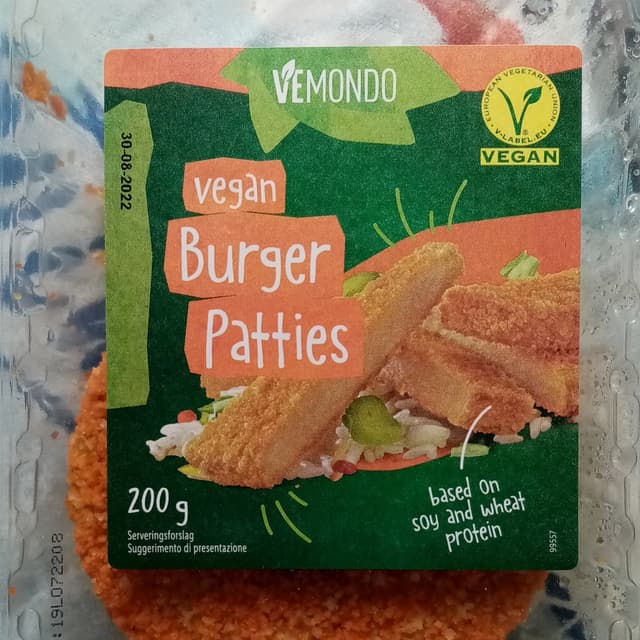 VEMONDO
EUROPEAN VEGETARIAN UNION
V-LABEL.EU
VEGAN
30-08-2022
vegan
Burger
Patties
200 g
Serveringsforslag
Suggerimento di presentazione
based on
soy and wheat
protein
99557
:19L072208